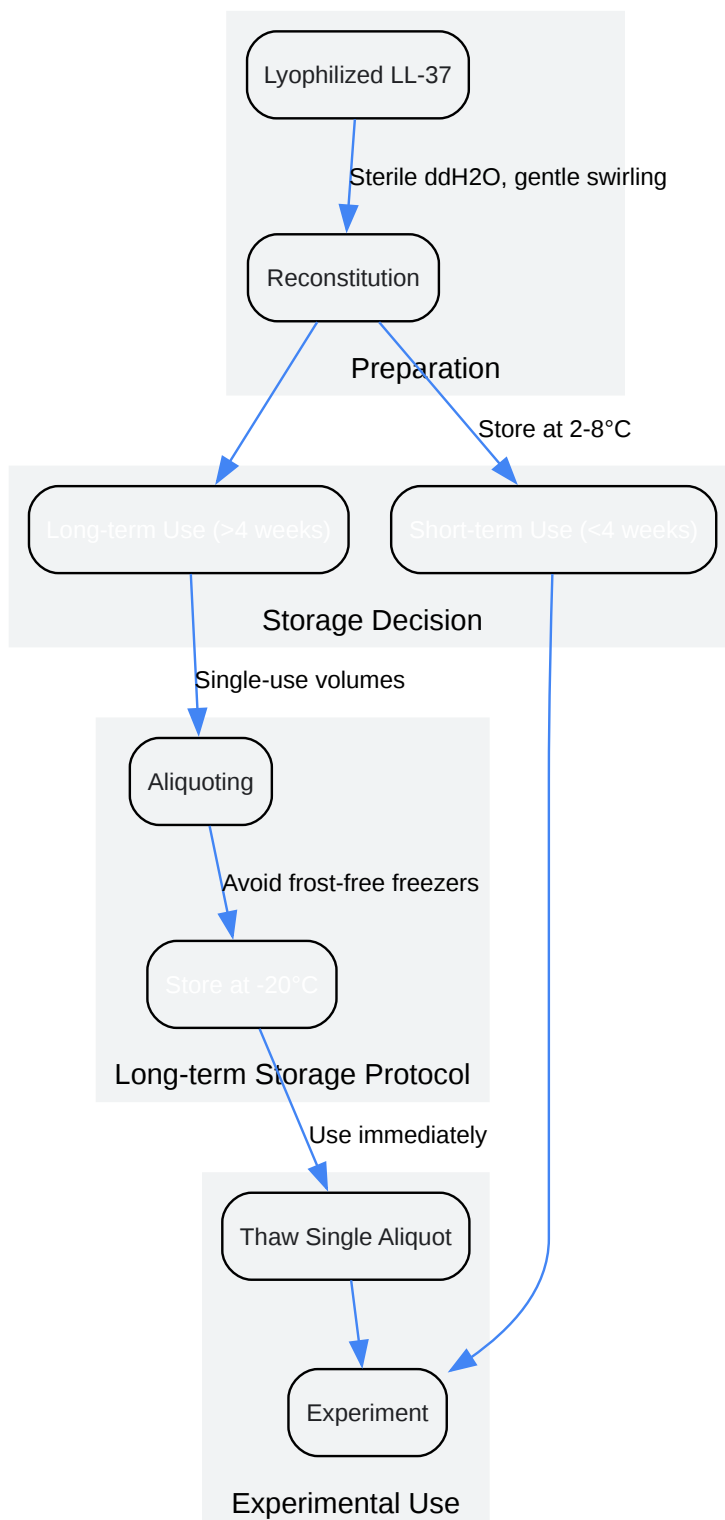 Lyophilized LL-37
Sterile ddH2O, gentle swirling
Reconstitution
Preparation
Store at 2-8°C
Long-term Use (>4 weeks)
Short-term Use (<4 weeks)
Storage Decision
Single-use volumes
Aliquoting
Avoid frost-free freezers
Store at -20°C
Long-term Storage Protocol
Use immediately
Thaw Single Aliquot
Experiment
Experimental Use